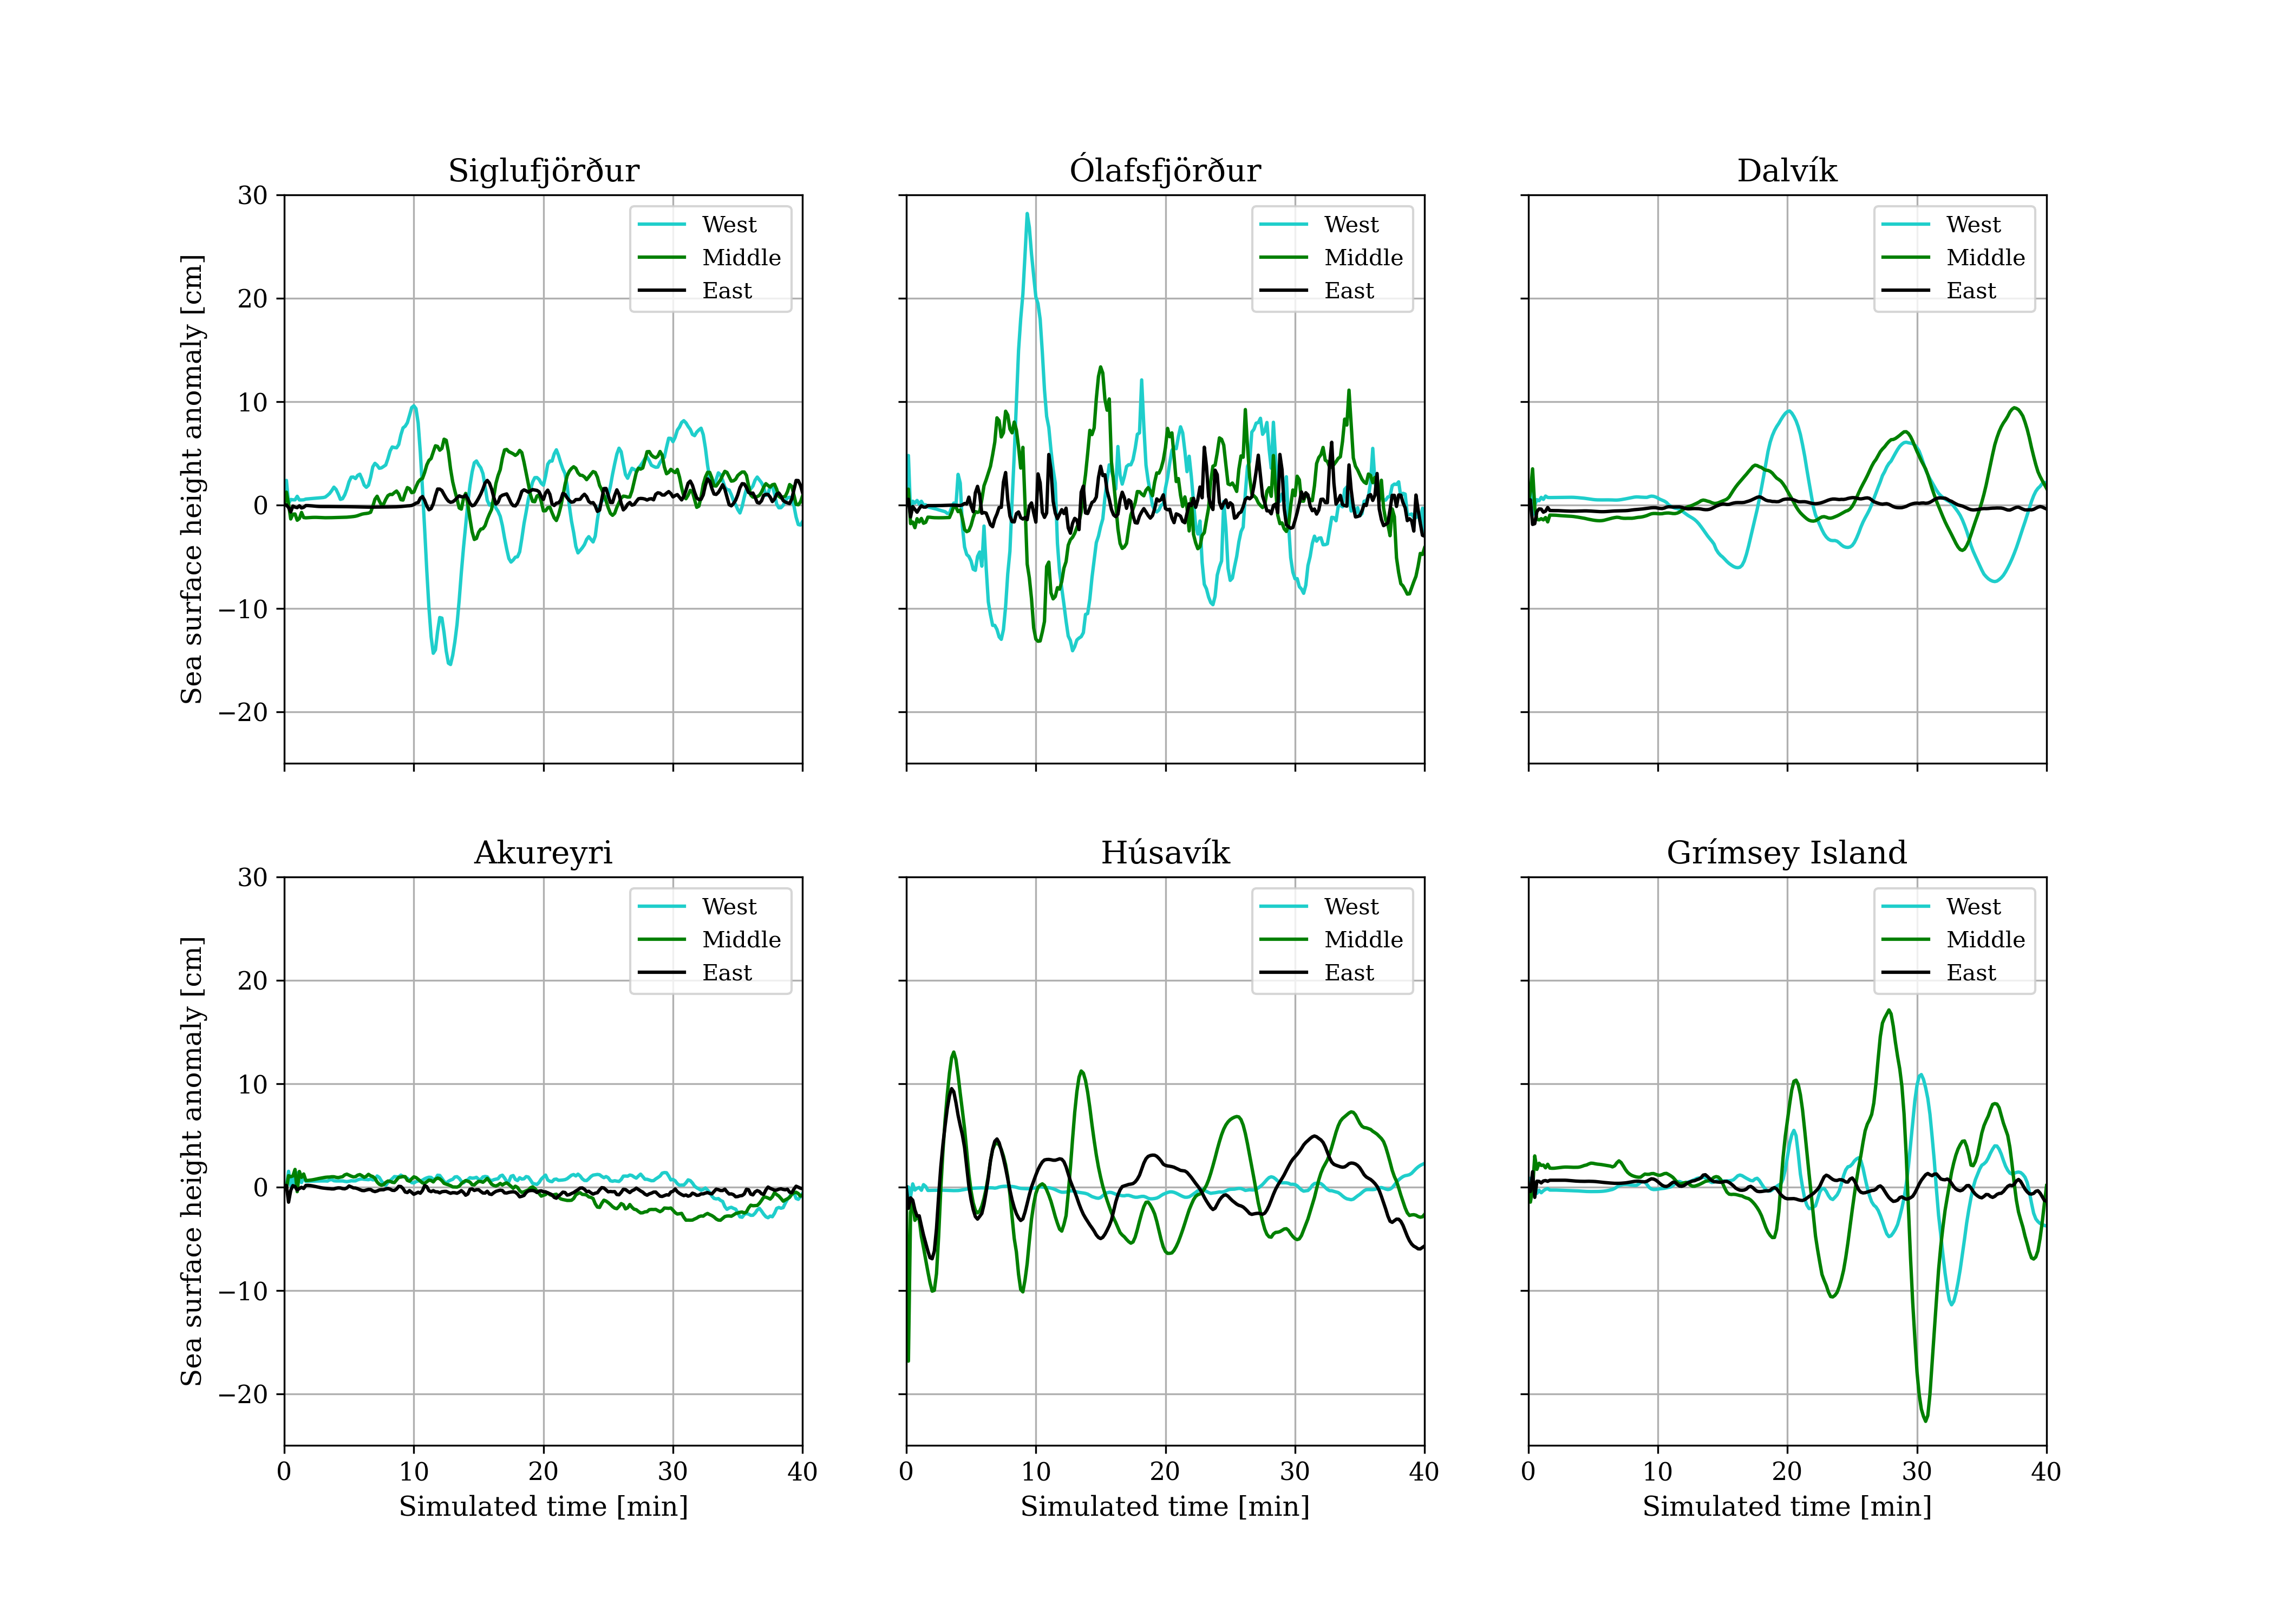 Siglufjörður
Ólafsfjörður
Dalvík
Sea surface height anomaly [cm]
30
20
10
0
−10
−20
West
Middle
East
West
Middle
East
West
Middle
East
Akureyri
Húsavík
Grímsey Island
Sea surface height anomaly [cm]
30
20
10
0
−10
−20
West
Middle
East
West
Middle
East
West
Middle
East
0 10 20 30 40
0 10 20 30 40
0 10 20 30 40
Simulated time [min]
Simulated time [min]
Simulated time [min]